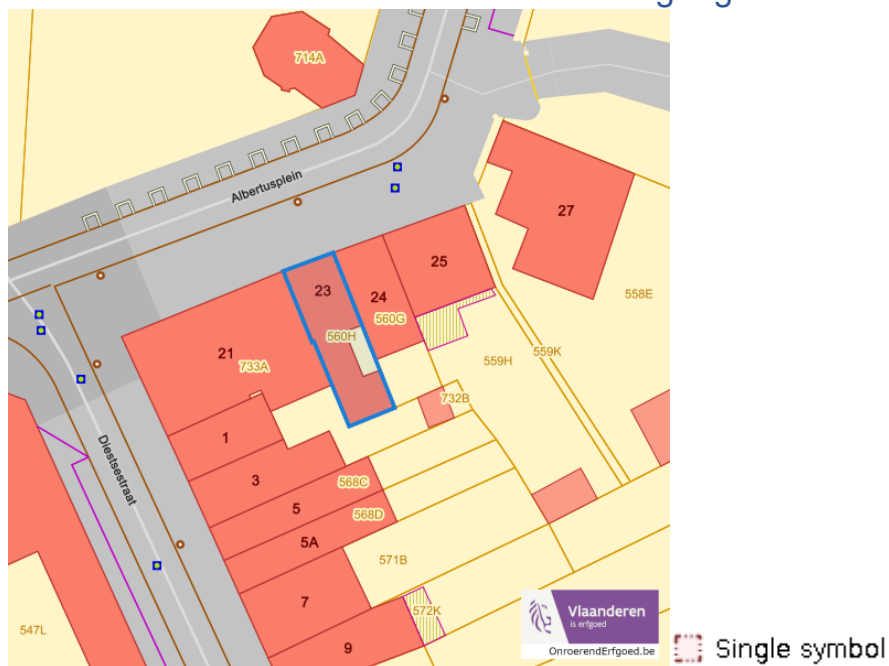 714A
Albertusplein
27
25
23
24
558E
560G
560H
559K
21
559H
733A
732B
1
Diestsestraat
3
568C
5
568D
5A
571B
7
572K
Vlaanderen
is erfgoed
547L
9
OnroerendErfgoed.be
Single symbol